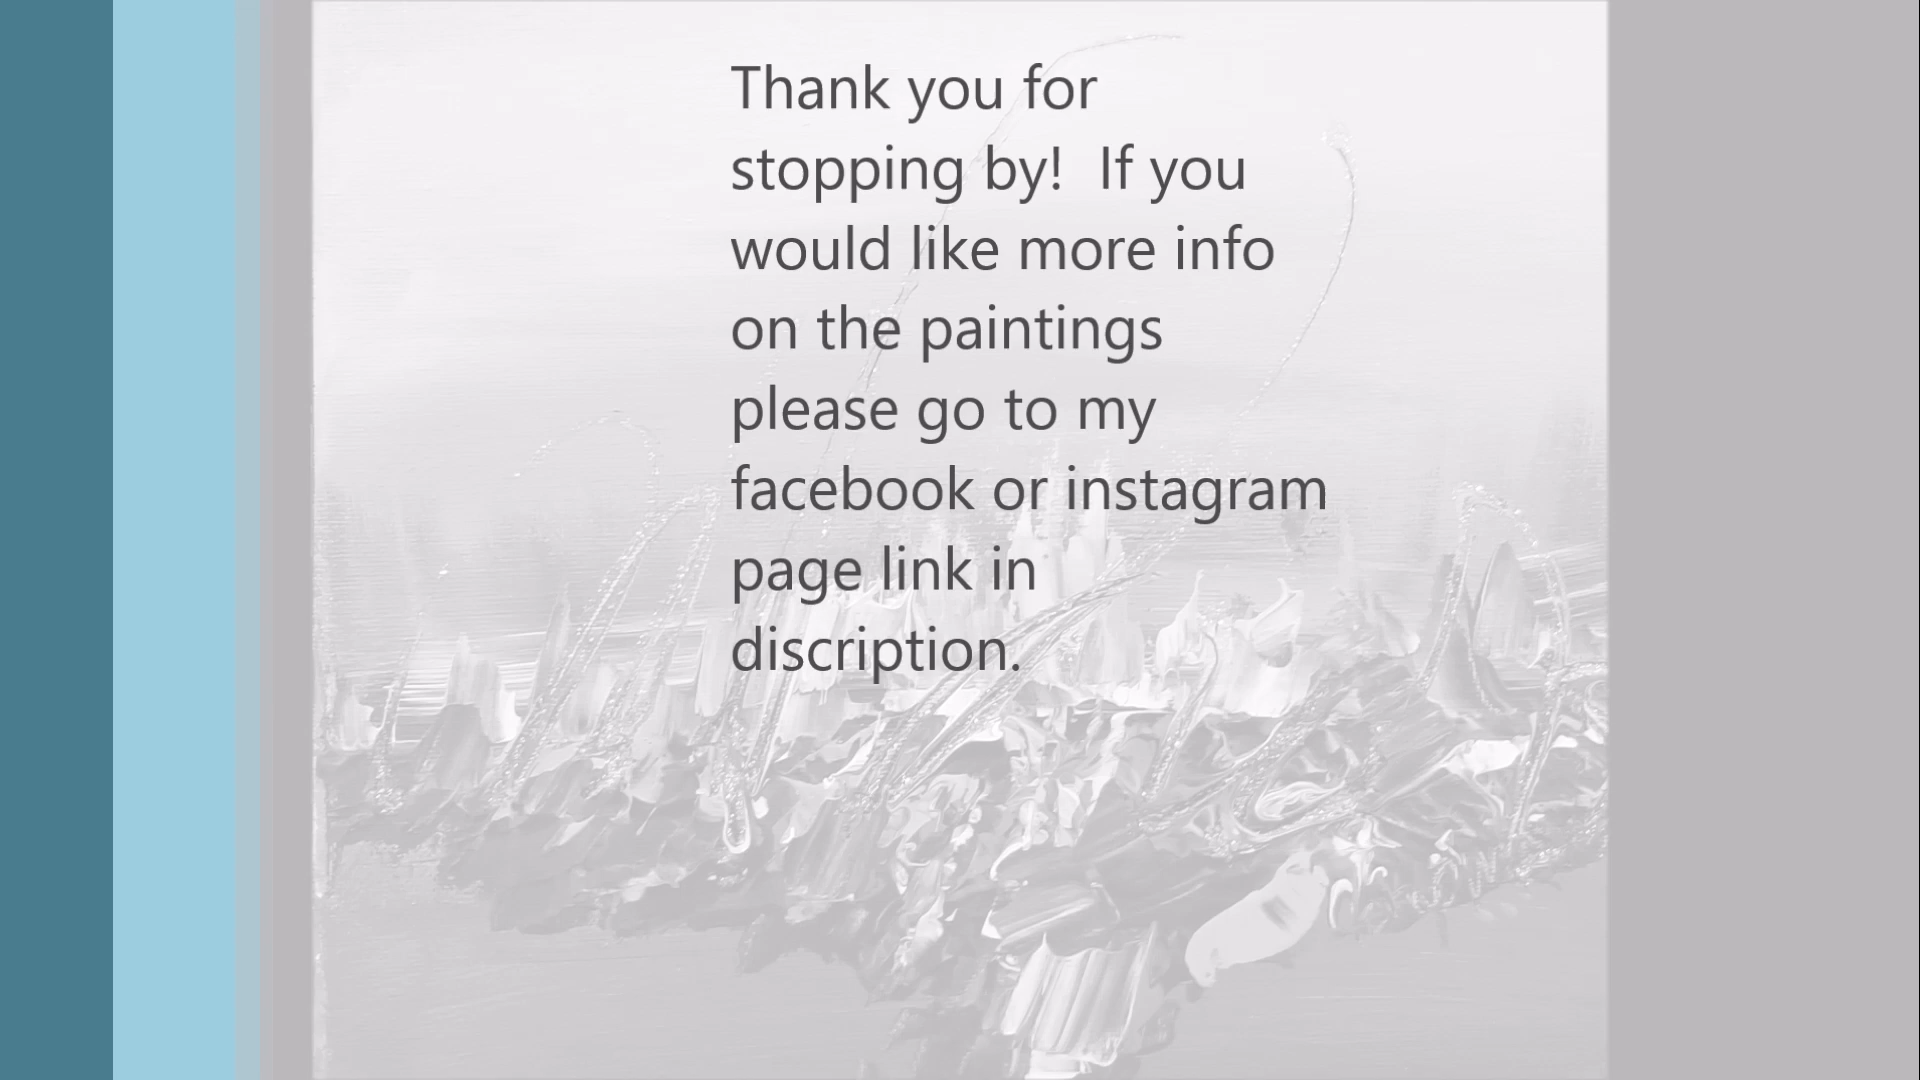 Thank you for
stopping by!  If you
would like more info
on the paintings
please go to my
facebook or instagram
page link in
discription.